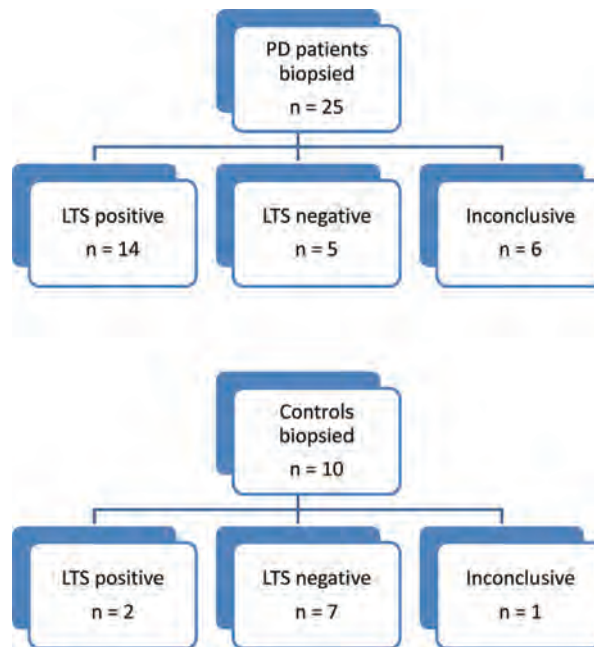 PD patients
biopsied
n = 25
LTS positive
n = 14
LTS negative
n = 5
Inconclusive
n = 6
Controls
biopsied
n = 10
LTS positive
n = 2
LTS negative
n = 7
Inconclusive
n = 1